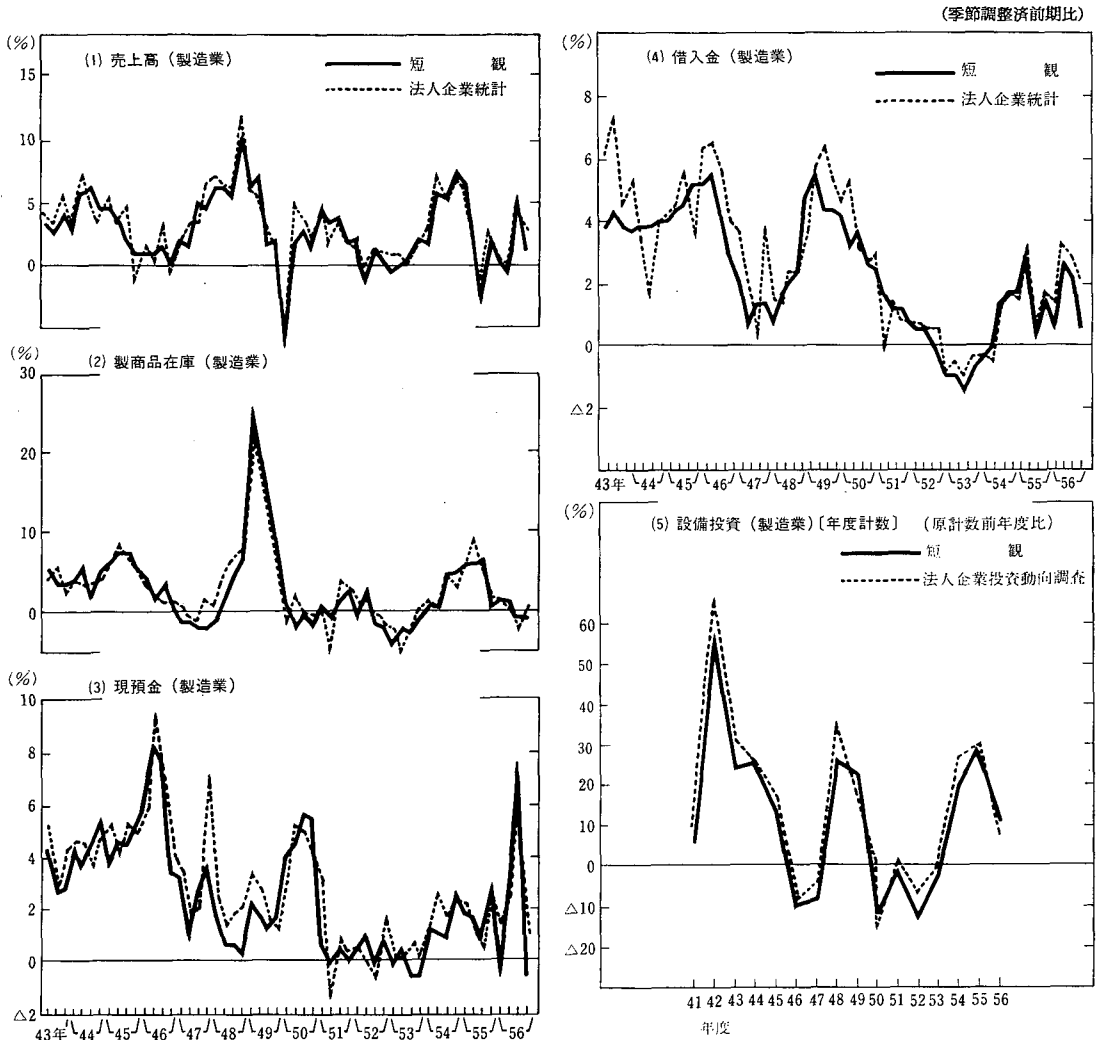 (季節調整済前期比)
(%)
(1) 売上高 (製造業)
短 観
法人企業統計
15
10
5
0
(%)
(2) 製商品在庫 (製造業)
30
20
10
0
(%)
(3) 現預金 (製造業)
10
8
6
4
2
0
△2
43年 44 45 46 47 48 49 50 51 52 53 54 55 56
(%)
(4) 借入金 (製造業)
短 観
法人企業統計
8
6
4
2
0
△2
43年 44 45 46 47 48 49 50 51 52 53 54 55 56
(%)
(5) 設備投資 (製造業)〔年度計数〕 (原計数前年度比)
短 観
法人企業投資動向調査
60
50
40
30
20
10
0
△10
△20
41 42 43 44 45 46 47 48 49 50 51 52 53 54 55 56
年度